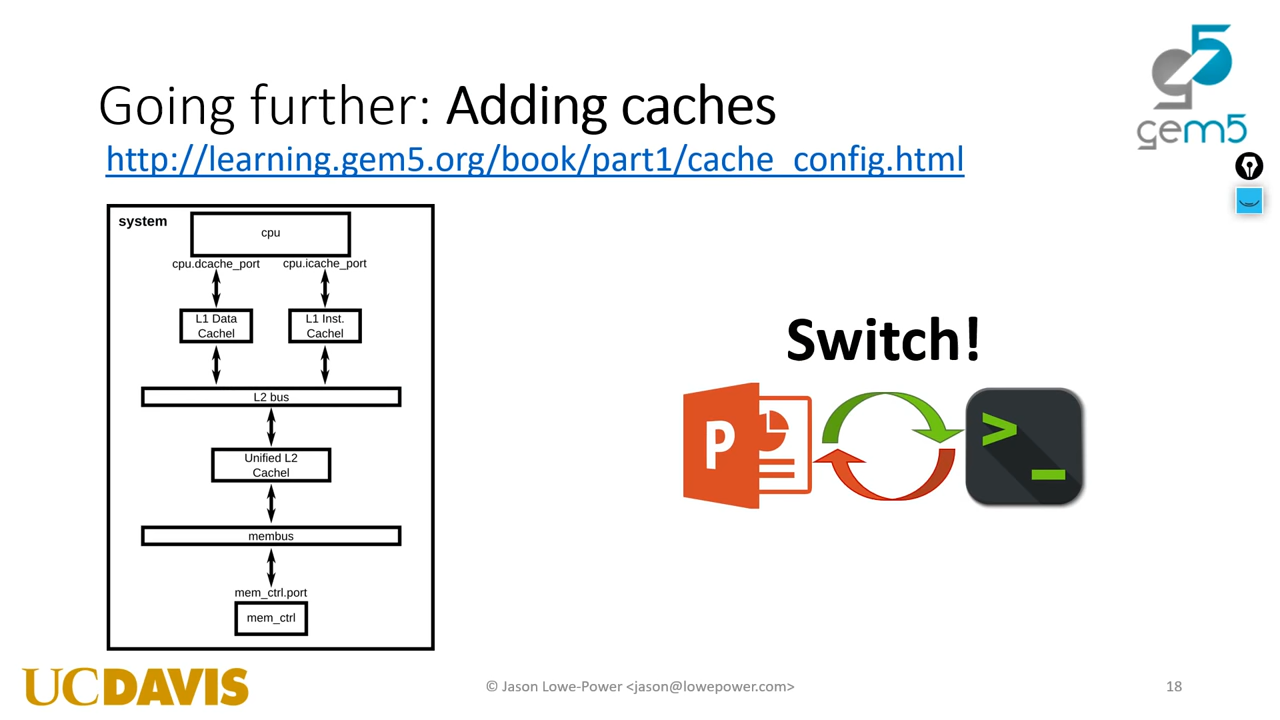 Going further: Adding caches
http://learning.gem5.org/book/part1/cache_config.html
gem5
system
cpu
cpu.dcache_port cpu.icache_port
L1 Data
Cachel
L1 Inst.
Cachel
L2 bus
Unified L2
Cachel
membus
mem_ctrl.port
mem_ctrl
Switch!
P
>_
UCDAVIS
© Jason Lowe-Power <jason@lowepower.com>
18